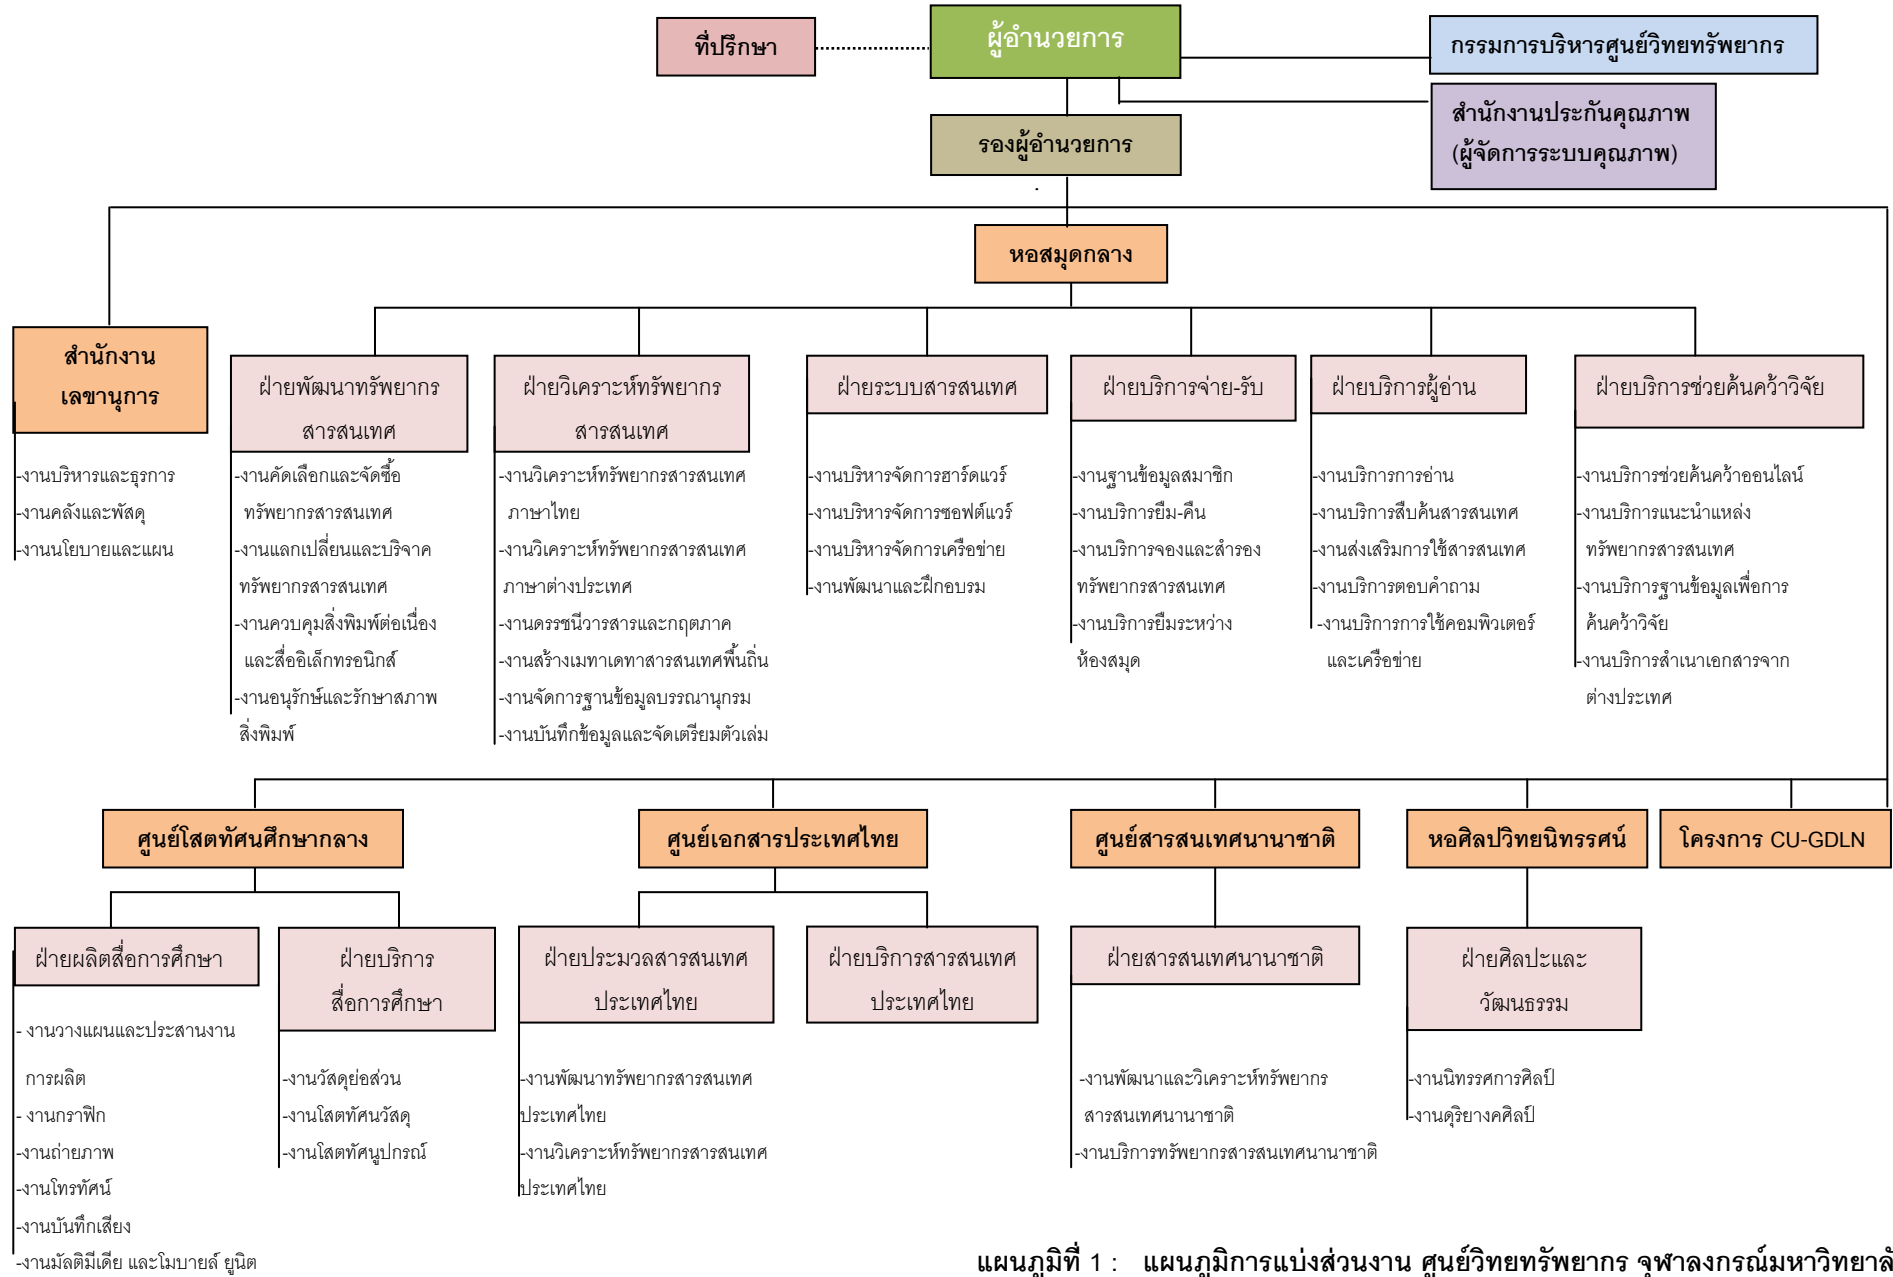 ที่ปรึกษา
ผู้อำนวยการ
กรรมการบริหารศูนย์วิทยทรัพยากร
สำนักงานประกันคุณภาพ
(ผู้จัดการระบบคุณภาพ)
รองผู้อำนวยการ
หอสมุดกลาง
สำนักงาน
เลขานุการ
-งานบริหารและธุรการ
-งานคลังและพัสดุ
-งานนโยบายและแผน
ฝ่ายพัฒนาทรัพยากร
สารสนเทศ
-งานคัดเลือกและจัดซื้อ
ทรัพยากรสารสนเทศ
-งานแลกเปลี่ยนและบริจาค
ทรัพยากรสารสนเทศ
-งานควบคุมสิ่งพิมพ์ต่อเนื่อง
และสื่ออิเล็กทรอนิกส์
-งานอนุรักษ์และรักษาสภาพ
สิ่งพิมพ์
ฝ่ายวิเคราะห์ทรัพยากร
สารสนเทศ
-งานวิเคราะห์ทรัพยากรสารสนเทศ
ภาษาไทย
-งานวิเคราะห์ทรัพยากรสารสนเทศ
ภาษาต่างประเทศ
-งานดรรชนีวารสารและกฤตภาค
-งานสร้างเมทาเดทาสารสนเทศพื้นถิ่น
-งานจัดการฐานข้อมูลบรรณานุกรม
-งานบันทึกข้อมูลและจัดเตรียมตัวเล่ม
ฝ่ายระบบสารสนเทศ
-งานบริหารจัดการฮาร์ดแวร์
-งานบริหารจัดการซอฟต์แวร์
-งานบริหารจัดการเครือข่าย
-งานพัฒนาและฝึกอบรม
ฝ่ายบริการจ่าย-รับ
-งานฐานข้อมูลสมาชิก
-งานบริการยืม-คืน
-งานบริการจองและสำรอง
ทรัพยากรสารสนเทศ
-งานบริการยืมระหว่าง
ห้องสมุด
ฝ่ายบริการผู้อ่าน
-งานบริการการอ่าน
-งานบริการสืบค้นสารสนเทศ
-งานส่งเสริมการใช้สารสนเทศ
-งานบริการตอบคำถาม
-งานบริการการใช้คอมพิวเตอร์
และเครือข่าย
ฝ่ายบริการช่วยค้นคว้าวิจัย
-งานบริการช่วยค้นคว้าออนไลน์
-งานบริการแนะนำแหล่ง
ทรัพยากรสารสนเทศ
-งานบริการฐานข้อมูลเพื่อการ
ค้นคว้าวิจัย
-งานบริการสำเนาเอกสารจาก
ต่างประเทศ
ศูนย์โสตทัศนศึกษากลาง
ศูนย์เอกสารประเทศไทย
ศูนย์สารสนเทศนานาชาติ
หอศิลปวิทยนิทรรศน์
โครงการ CU-GDLN
ฝ่ายผลิตสื่อการศึกษา
- งานวางแผนและประสานงาน
การผลิต
- งานกราฟิก
-งานถ่ายภาพ
-งานโทรทัศน์
-งานบันทึกเสียง
-งานมัลติมีเดีย และโมบายล์ ยูนิต
ฝ่ายบริการ
สื่อการศึกษา
-งานวัสดุย่อส่วน
-งานโสตทัศนวัสดุ
-งานโสตทัศนูปกรณ์
ฝ่ายประมวลสารสนเทศ
ประเทศไทย
-งานพัฒนาทรัพยากรสารสนเทศ
ประเทศไทย
-งานวิเคราะห์ทรัพยากรสารสนเทศ
ประเทศไทย
ฝ่ายบริการสารสนเทศ
ประเทศไทย
ฝ่ายสารสนเทศนานาชาติ
-งานพัฒนาและวิเคราะห์ทรัพยากร
สารสนเทศนานาชาติ
-งานบริการทรัพยากรสารสนเทศนานาชาติ
ฝ่ายศิลปะและ
วัฒนธรรม
-งานนิทรรศการศิลป์
-งานดุริยางคศิลป์
แผนภูมิที่ 1 : แผนภูมิการแบ่งส่วนงาน ศูนย์วิทยทรัพยากร จุฬาลงกรณ์มหาวิทยาลั